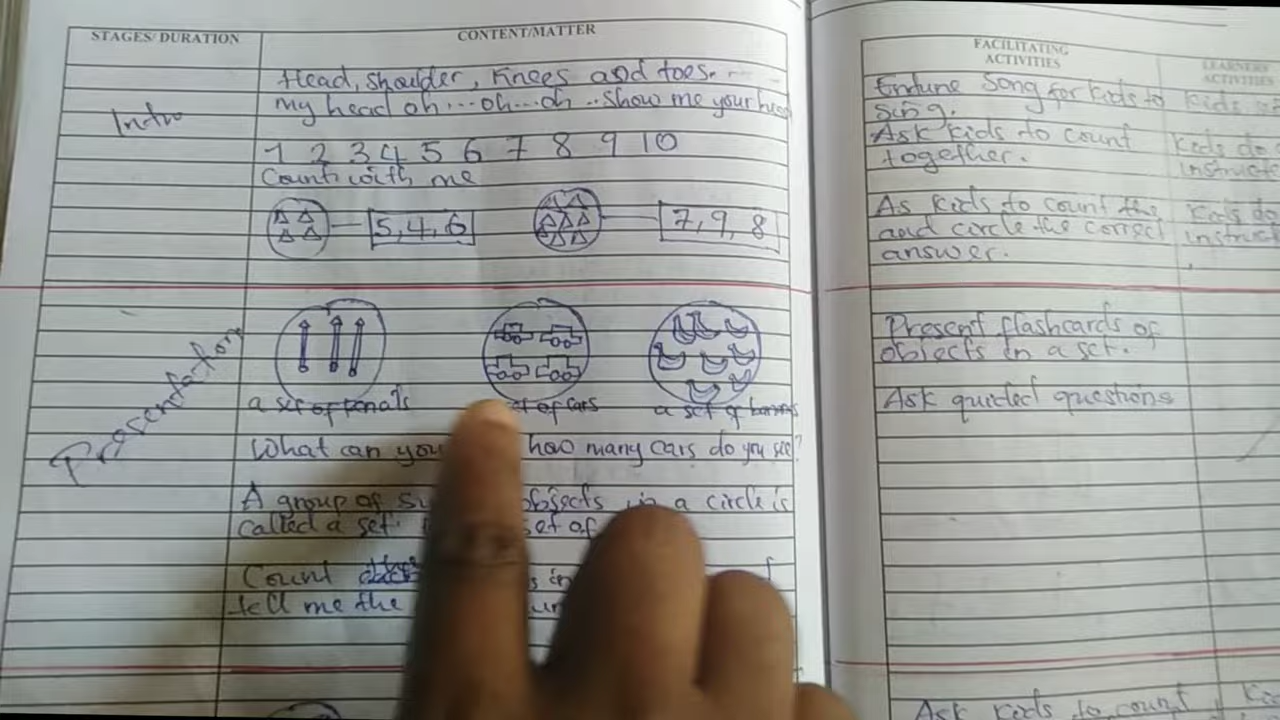 STAGES/DURATION
CONTENT/MATTER
Intro
Head, shoulder, Knees and toes.
my head oh...oh...oh ..show me your head
1 2 3 4 5 6 7 8 9 10
Count with me
5, 4, 6
7, 9, 8
Presentation
a set of pencils
set of cars
a set of bananas
What can you how many cars do you see?
A group of objects in a circle is
called a set. set of
Count
tell me the
FACILITATING
ACTIVITIES
LEARNERS
ACTIVITIES
Endune Song for kids to
sing.
Ask kids to count
together.
As kids to count the
and circle the correct
answer.
Present flashcards of
objects in a set.
Ask guided questions
Ask kids to count
kids
kids do
kids do